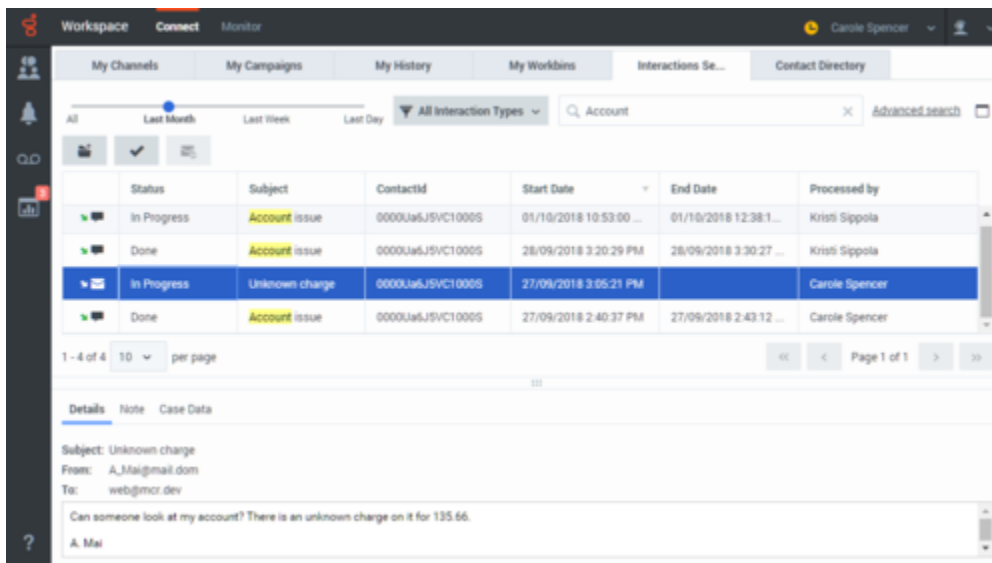 Workspace Connect Monitor Carole Spencer
My Channels My Campaigns My History My Workbins Interactions Se... Contact Directory
All Last Month Last Week Last Day All Interaction Types Account Advanced search
3
Status Subject ContactId Start Date End Date Processed by
In Progress Account issue 0000Ua6J5VC1000S 01/10/2018 10:53:00 ... 01/10/2018 12:38:1... Kristi Sippola
Done Account issue 0000Ua6J5VC1000S 28/09/2018 3:20:29 PM 28/09/2018 3:30:27 ... Kristi Sippola
In Progress Unknown charge 0000Ua6J5VC1000S 27/09/2018 3:05:21 PM Carole Spencer
Done Account issue 0000Ua6J5VC1000S 27/09/2018 2:40:37 PM 27/09/2018 2:43:12 ... Carole Spencer
1 - 4 of 4 10 per page Page 1 of 1
Details Note Case Data
Subject: Unknown charge
From: A_Mai@mail.dom
To: web@mcr.dev
Can someone look at my account? There is an unknown charge on it for 135.66.
A. Mai
?